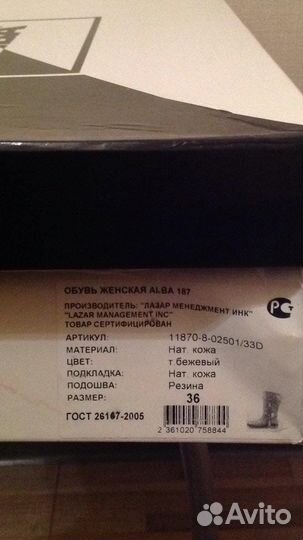 ОБУВЬ ЖЕНСКАЯ ALBA 187
ПРОИЗВОДИТЕЛЬ: "ЛАЗАР МЕНЕДЖМЕНТ ИНК"
"LAZAR MANAGEMENT INC"
ТОВАР СЕРТИФИЦИРОВАН
АРТИКУЛ: 11870-8-02501/33D
МАТЕРИАЛ: Нат. кожа
ЦВЕТ: т.бежевый
ПОДКЛАДКА: Нат. кожа
ПОДОШВА: Резина
РАЗМЕР: 36
ГОСТ 26167-2005
2 361020 758844
Avito